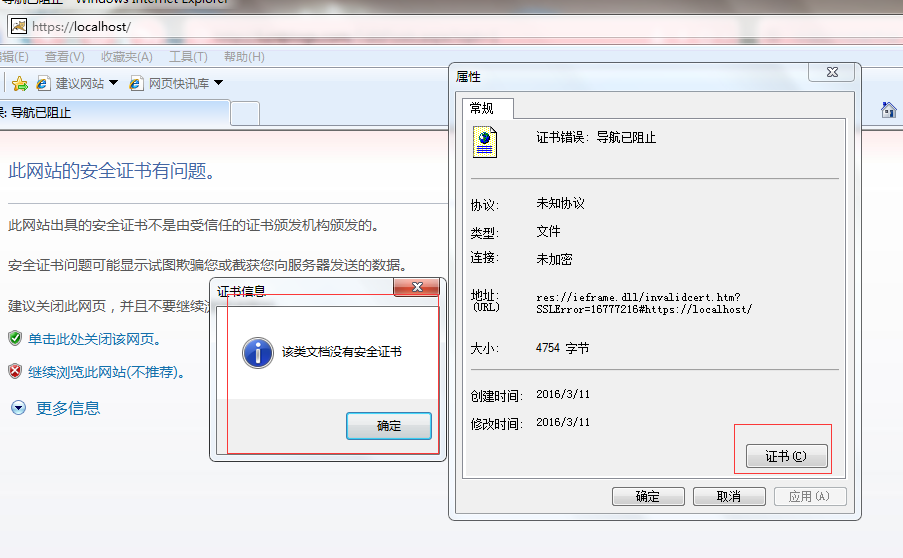 导航已阻止 - Windows Internet Explorer
https://localhost/
编辑(E) 查看(V) 收藏夹(A) 工具(T) 帮助(H)
建议网站 网页快讯库
: 导航已阻止
此网站的安全证书有问题。
此网站出具的安全证书不是由受信任的证书颁发机构颁发的。
安全证书问题可能显示试图欺骗您或截获您向服务器发送的数据。
建议关闭此网页，并且不要继续
单击此处关闭该网页。
继续浏览此网站(不推荐)。
更多信息
证书信息
该类文档没有安全证书
确定
属性
常规
证书错误: 导航已阻止
协议: 未知协议
类型: 文件
连接: 未加密
地址: res://ieframe.dll/invalidcert.htm?
(URL) SSLError=16777216#https://localhost/
大小: 4754 字节
创建时间: 2016/3/11
修改时间: 2016/3/11
证书(C)
确定 取消 应用(A)